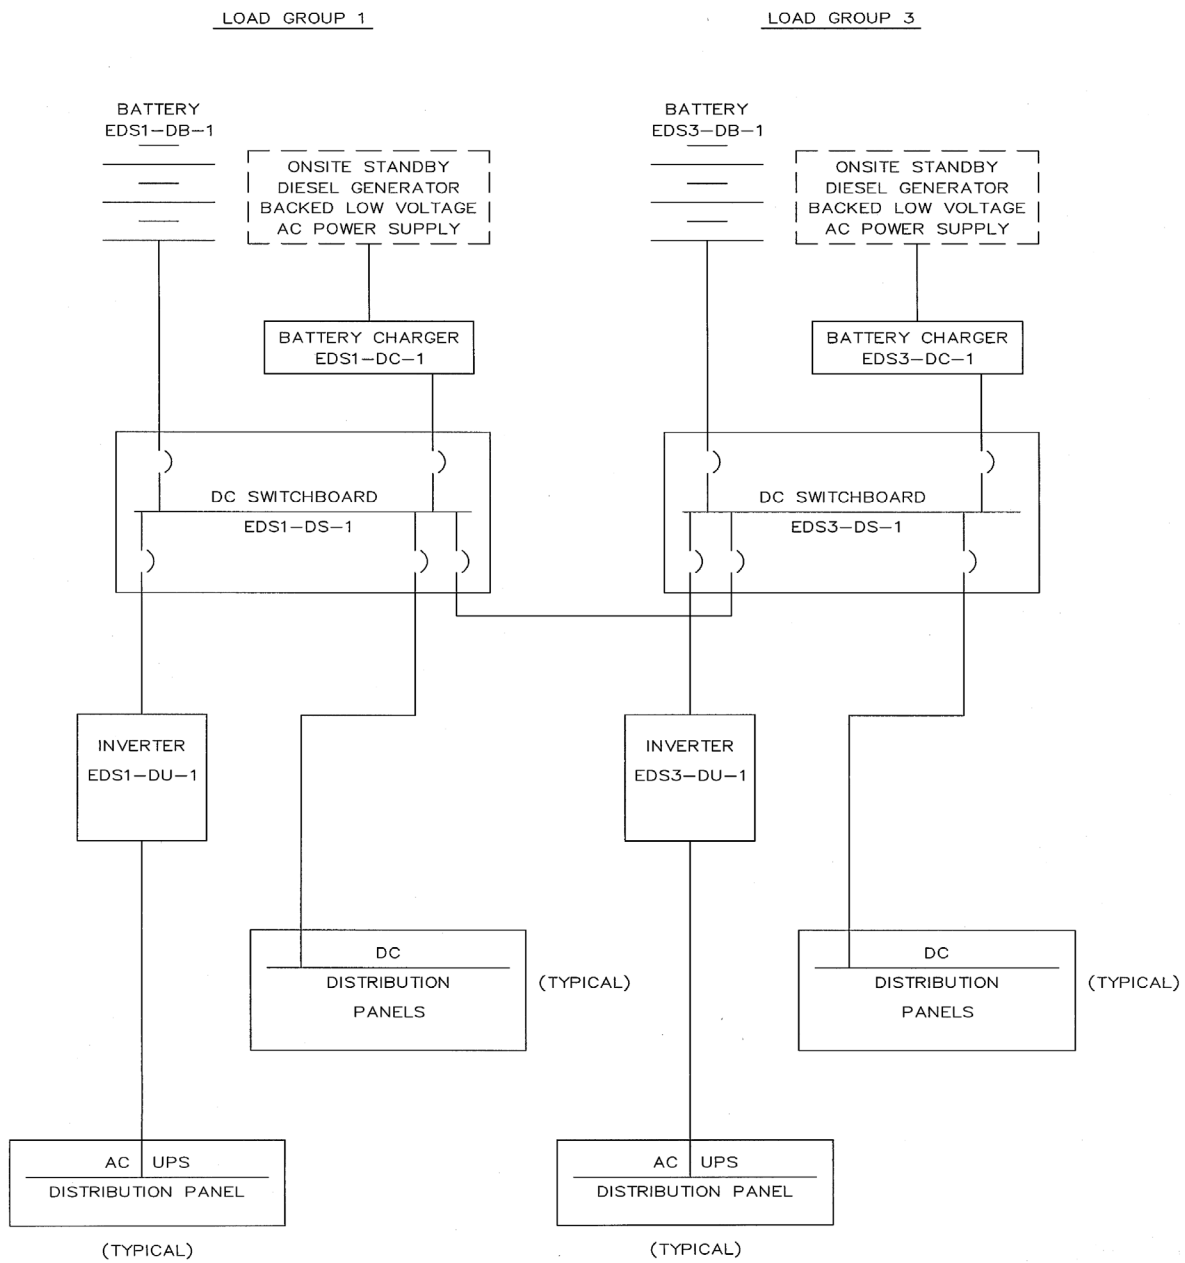 LOAD GROUP 1
LOAD GROUP 3
BATTERY
EDS1-DB-1
ONSITE STANDBY
DIESEL GENERATOR
BACKED LOW VOLTAGE
AC POWER SUPPLY
BATTERY
EDS3-DB-1
ONSITE STANDBY
DIESEL GENERATOR
BACKED LOW VOLTAGE
AC POWER SUPPLY
BATTERY CHARGER
EDS1-DC-1
BATTERY CHARGER
EDS3-DC-1
DC SWITCHBOARD
EDS1-DS-1
DC SWITCHBOARD
EDS3-DS-1
INVERTER
EDS1-DU-1
INVERTER
EDS3-DU-1
DC
DISTRIBUTION
PANELS
(TYPICAL)
DC
DISTRIBUTION
PANELS
(TYPICAL)
AC UPS
DISTRIBUTION PANEL
(TYPICAL)
AC UPS
DISTRIBUTION PANEL
(TYPICAL)